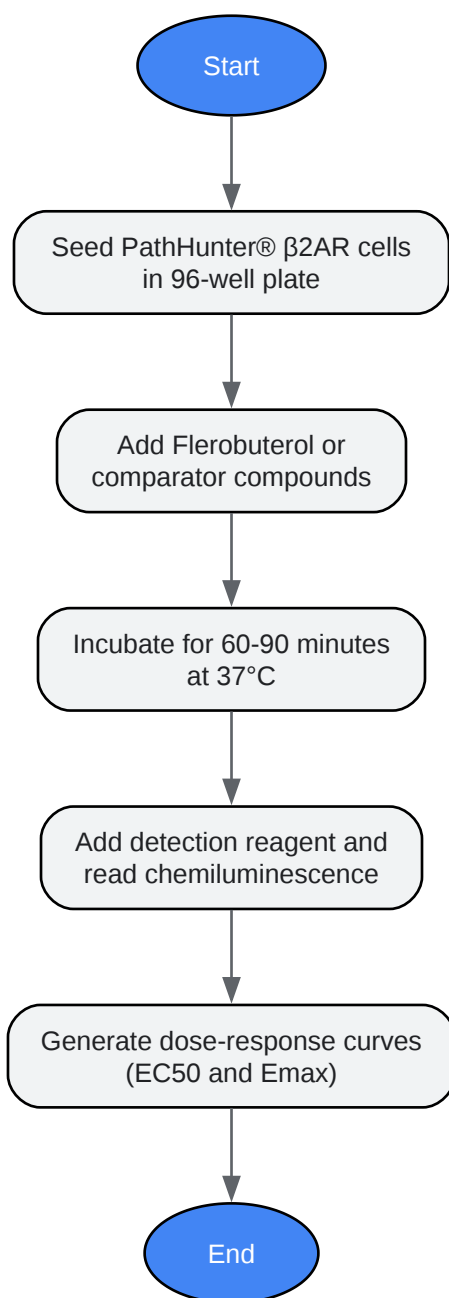 Start
Seed PathHunter® β2AR cells
in 96-well plate
Add Flerobuterol or
comparator compounds
Incubate for 60-90 minutes
at 37°C
Add detection reagent and
read chemiluminescence
Generate dose-response curves
(EC50 and Emax)
End